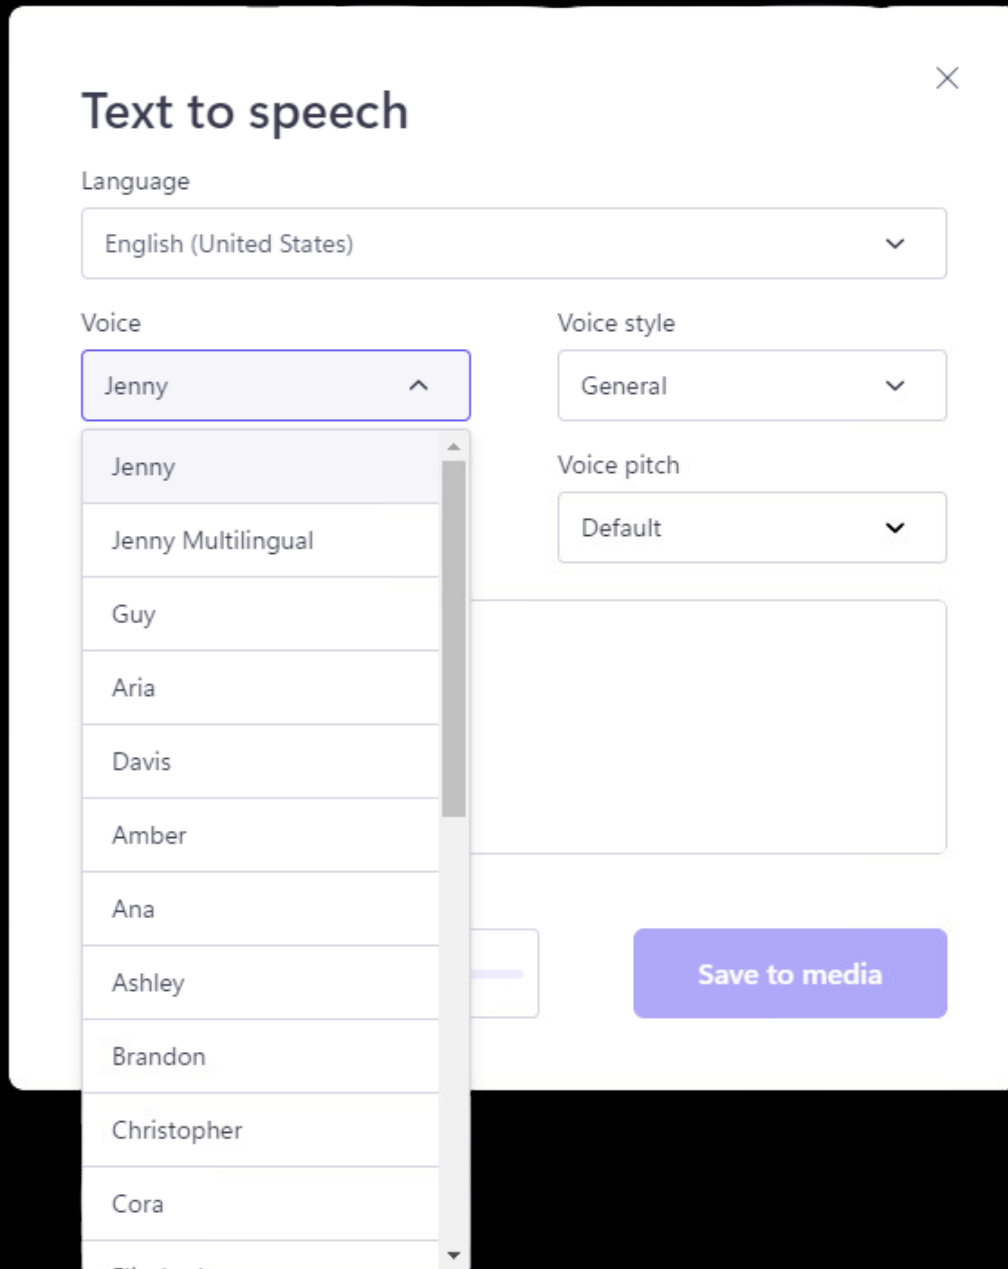 Text to speech
Language
English (United States)
Voice
Voice style
Jenny
General
Voice pitch
Default
Jenny
Jenny Multilingual
Guy
Aria
Davis
Amber
Ana
Ashley
Brandon
Christopher
Cora
Save to media